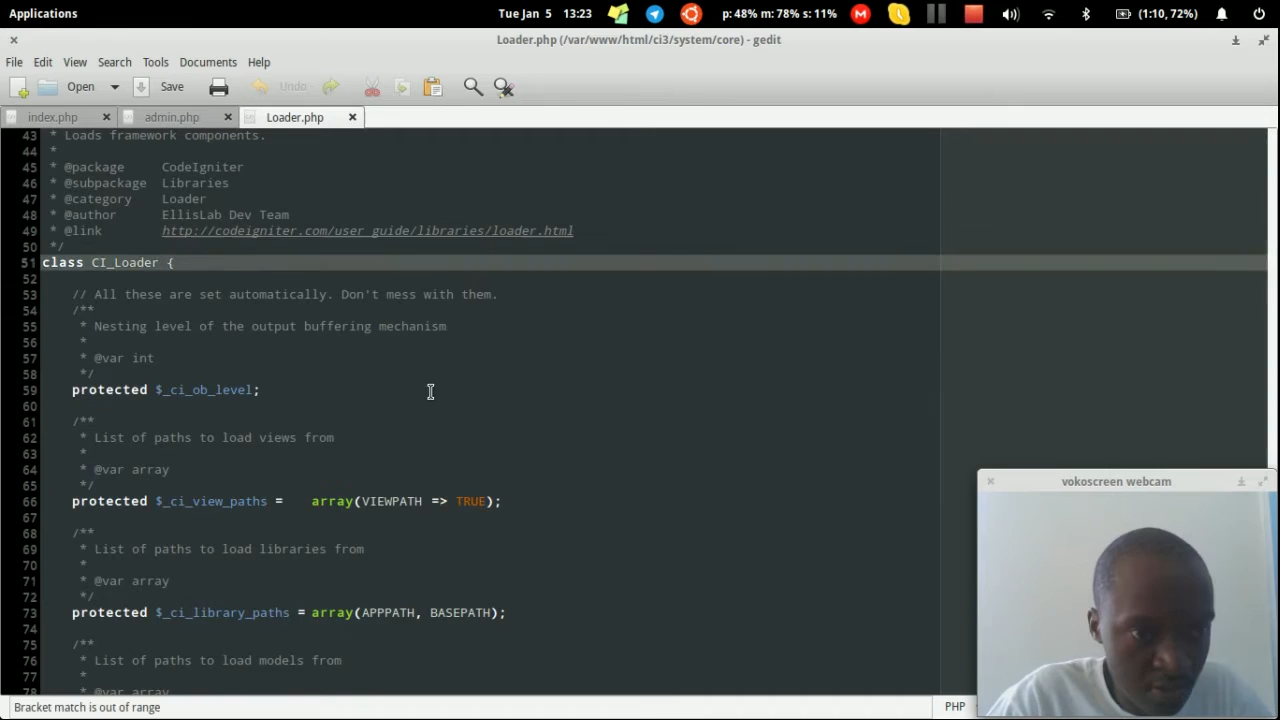 Applications
Tue Jan 5 13:23
p: 48% m: 78% s: 11%
(1:10, 72%)
Loader.php (/var/www/html/ci3/system/core) - gedit
File Edit View Search Tools Documents Help
Open Save Undo
index.php admin.php Loader.php
43 * Loads framework components.
44 *
45 * @package CodeIgniter
46 * @subpackage Libraries
47 * @category Loader
48 * @author EllisLab Dev Team
49 * @link http://codeigniter.com/user_guide/libraries/loader.html
50 */
51 class CI_Loader {
52
53 // All these are set automatically. Don't mess with them.
54 /**
55 * Nesting level of the output buffering mechanism
56 *
57 * @var int
58 */
59 protected $_ci_ob_level;
60
61 /**
62 * List of paths to load views from
63 *
64 * @var array
65 */
66 protected $_ci_view_paths = array(VIEWPATH => TRUE);
67
68 /**
69 * List of paths to load libraries from
70 *
71 * @var array
72 */
73 protected $_ci_library_paths = array(APPPATH, BASEPATH);
74
75 /**
76 * List of paths to load models from
77 *
78 * @var array
Bracket match is out of range
PHP
vokoscreen webcam